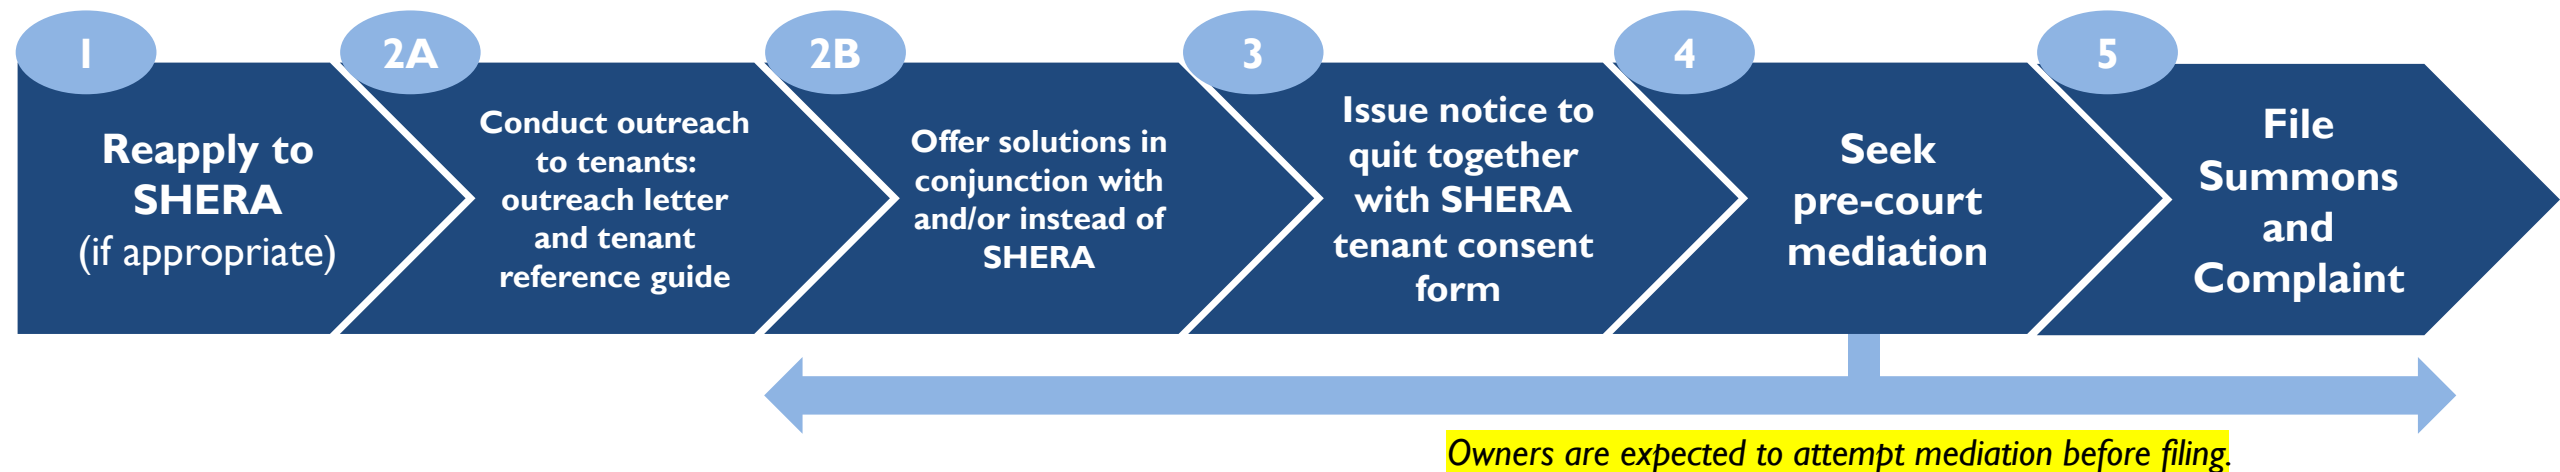 1
Reapply to
SHERA
(if appropriate)
2A
Conduct outreach
to tenants:
outreach letter
and tenant
reference guide
2B
Offer solutions in
conjunction with
and/or instead of
SHERA
3
Issue notice to
quit together
with SHERA
tenant consent
form
4
Seek
pre-court
mediation
5
File
Summons
and
Complaint
Owners are expected to attempt mediation before filing.